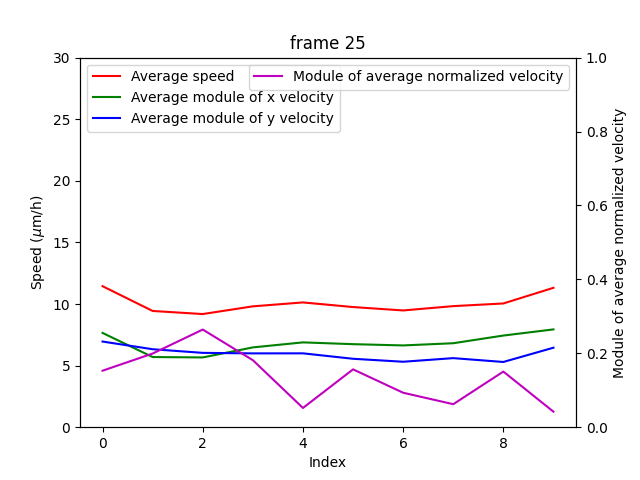 frame 25
Average speed
Average module of x velocity
Average module of y velocity
Module of average normalized velocity
30
25
20
15
10
5
0
Speed (μm/h)
1.0
0.8
0.6
0.4
0.2
0.0
Module of average normalized velocity
0 2 4 6 8
Index